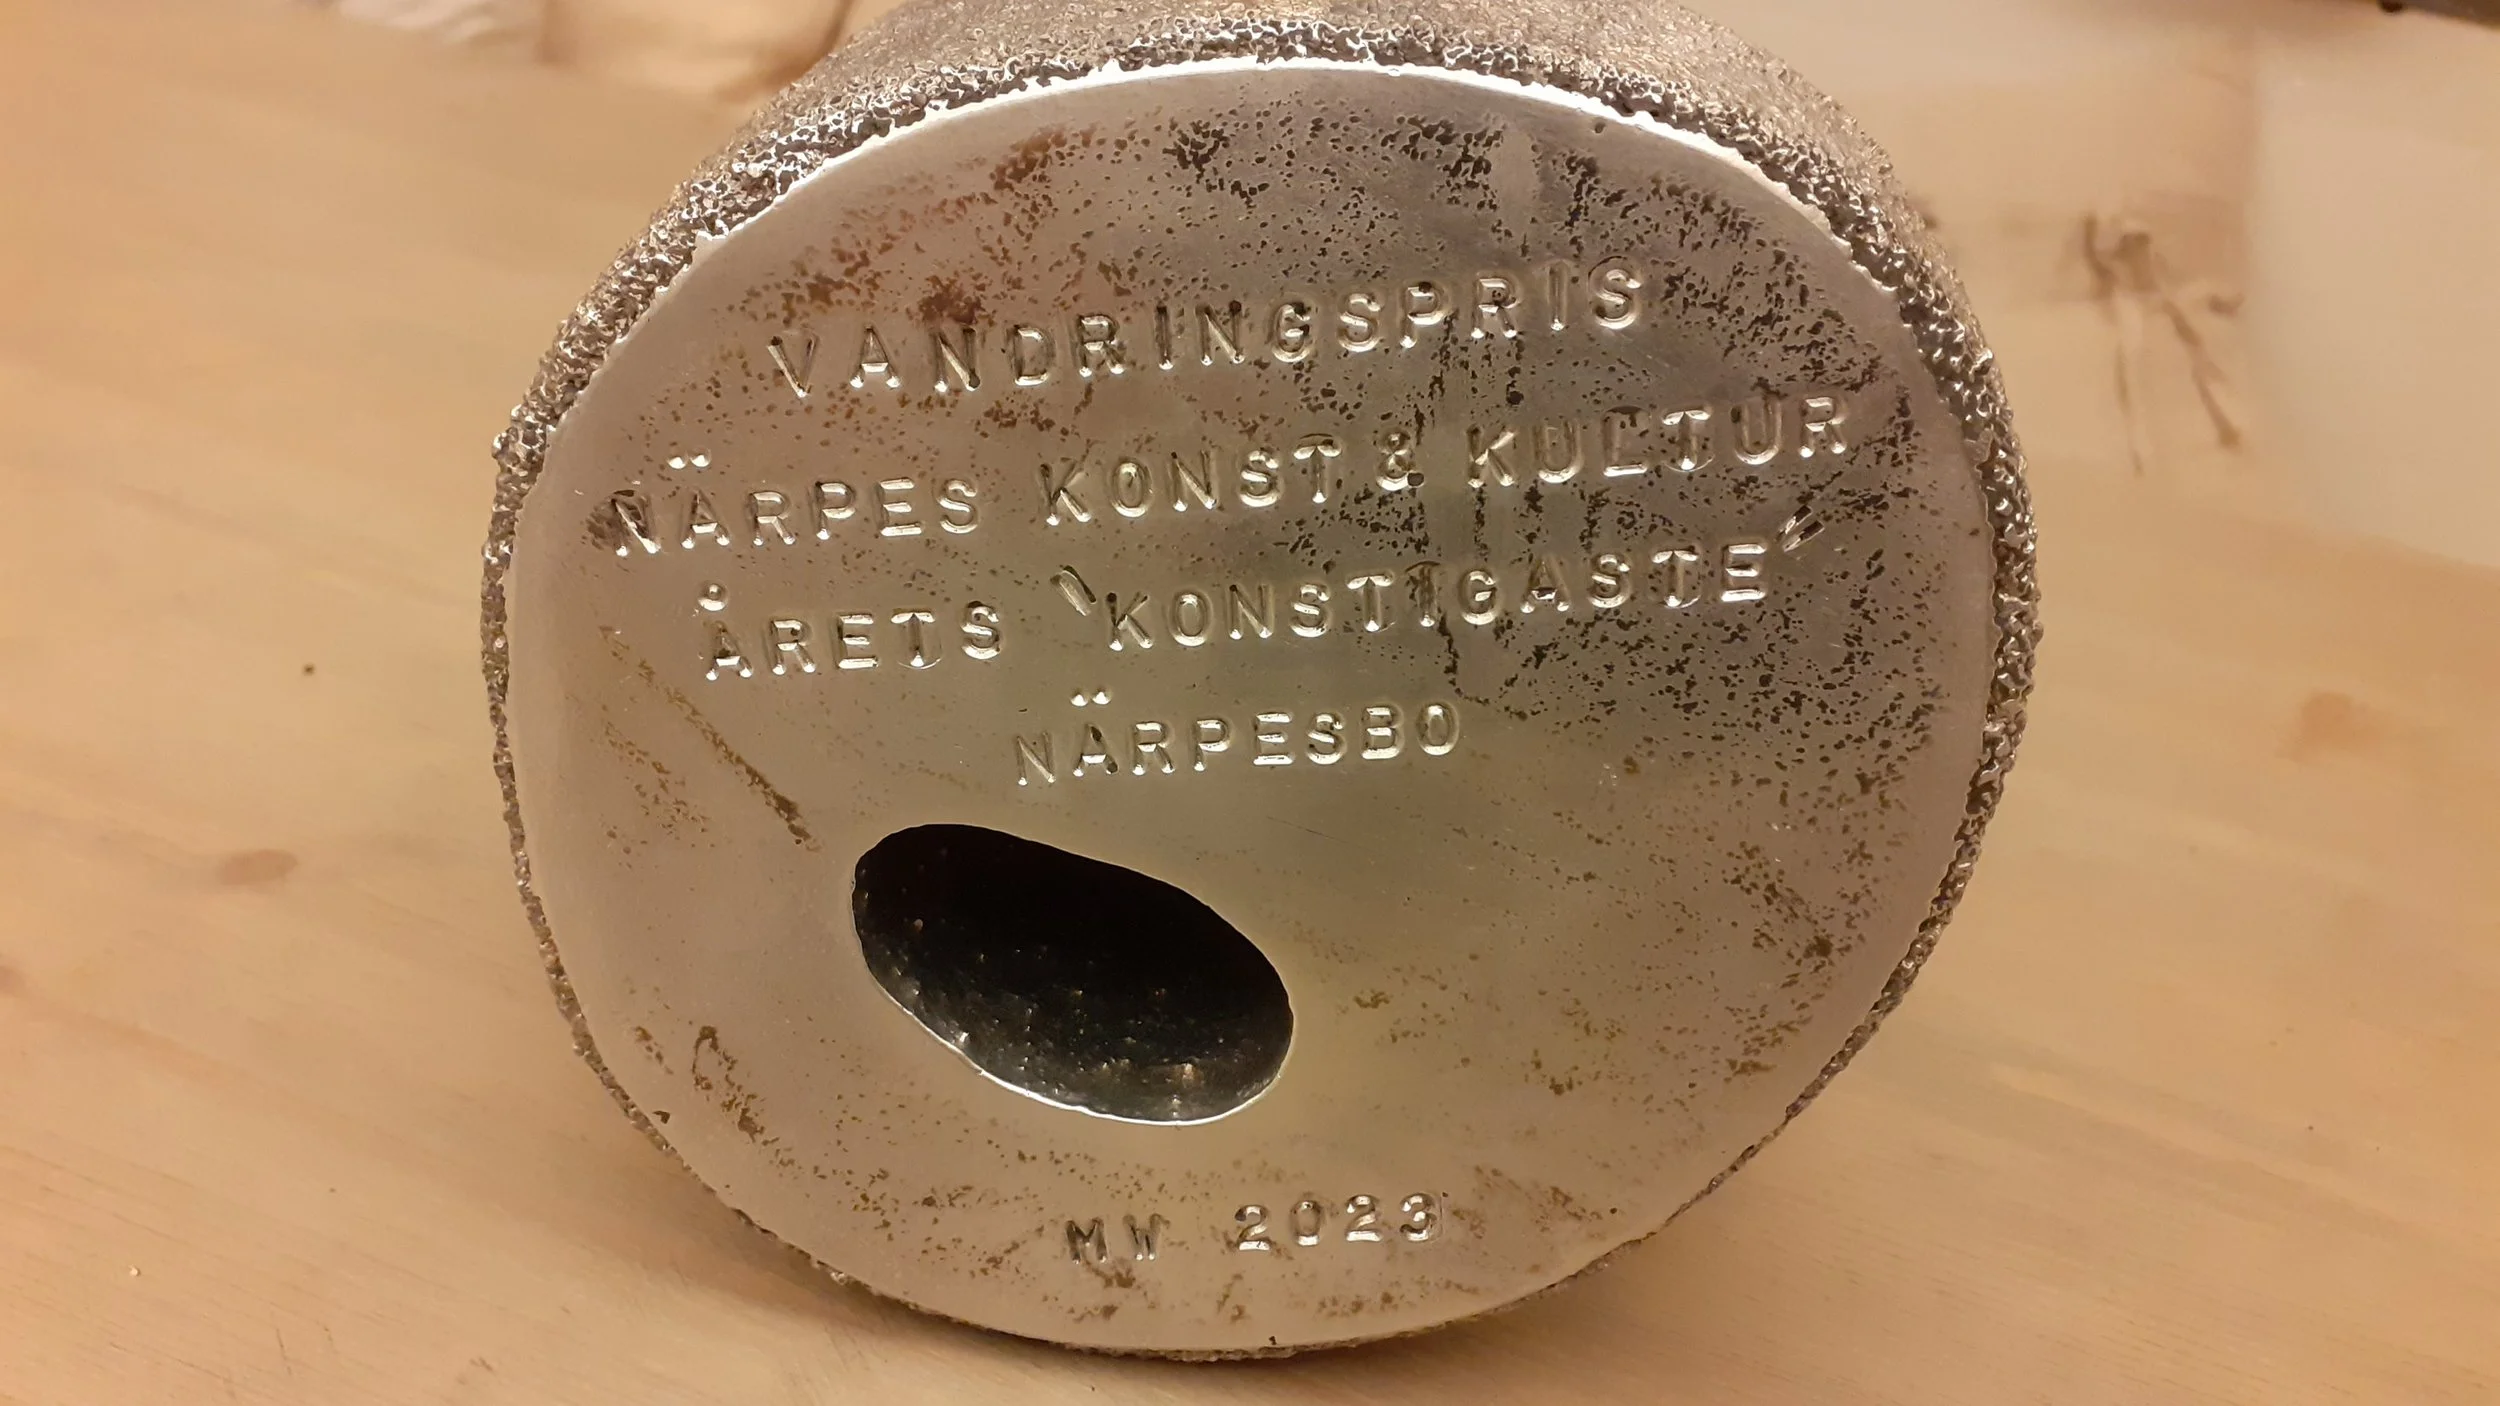 VANDRINGSPRIS
NÄRPES KONST & KULTUR
ÅRETS "KONSTIGASTE"
NÄRPESBO
MW 2023